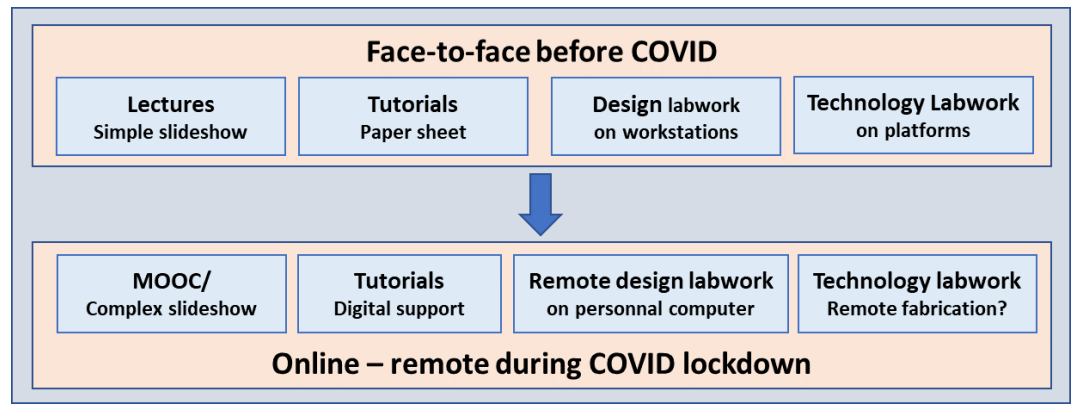 Face-to-face before COVID
Lectures
Simple slideshow
Tutorials
Paper sheet
Design labwork
on workstations
Technology Labwork
on platforms
MOOC/
Complex slideshow
Tutorials
Digital support
Remote design labwork
on personnal computer
Technology labwork
Remote fabrication?
Online – remote during COVID lockdown